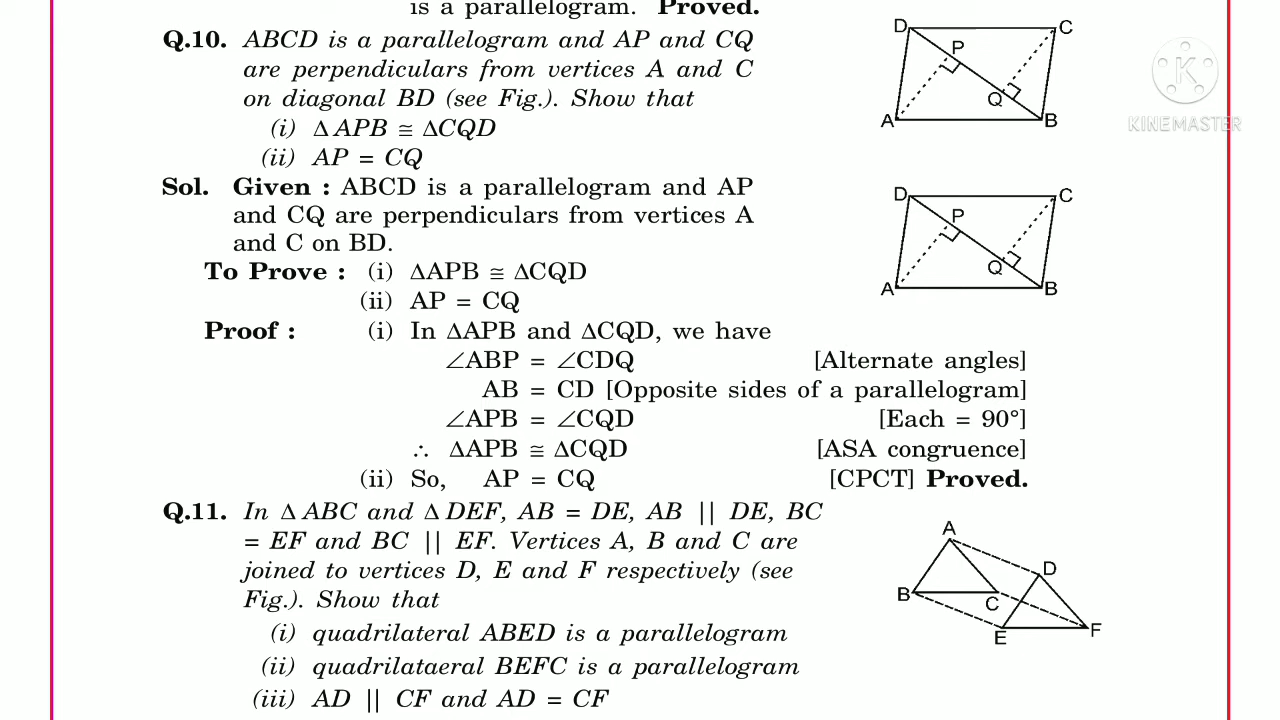 is a parallelogram. Proved.
Q.10. ABCD is a parallelogram and AP and CQ
are perpendiculars from vertices A and C
on diagonal BD (see Fig.). Show that
(i) Δ APB ≅ ΔCQD
(ii) AP = CQ
D C
P
Q
A B
KINEMASTER
Sol. Given : ABCD is a parallelogram and AP
and CQ are perpendiculars from vertices A
and C on BD.
To Prove : (i) ΔAPB ≅ ΔCQD
(ii) AP = CQ
D C
P
Q
A B
Proof : (i) In ΔAPB and ΔCQD, we have
∠ABP = ∠CDQ [Alternate angles]
AB = CD [Opposite sides of a parallelogram]
∠APB = ∠CQD [Each = 90°]
∴ ΔAPB ≅ ΔCQD [ASA congruence]
(ii) So, AP = CQ [CPCT] Proved.
Q.11. In Δ ABC and Δ DEF, AB = DE, AB || DE, BC
= EF and BC || EF. Vertices A, B and C are
joined to vertices D, E and F respectively (see
Fig.). Show that
(i) quadrilateral ABED is a parallelogram
(ii) quadrilataeral BEFC is a parallelogram
(iii) AD || CF and AD = CF
A
D
B C
E F